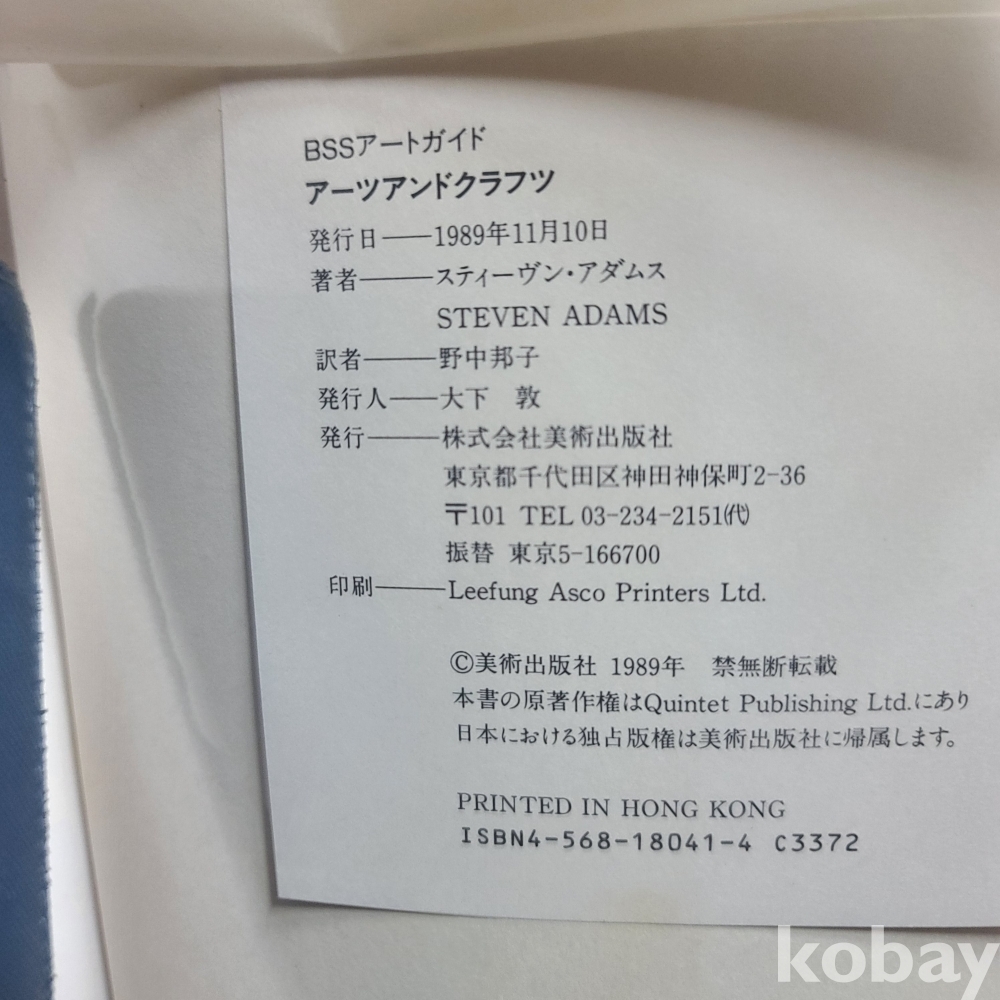 BSSアートガイド
アーツアンドクラフツ
発行日——1989年11月10日
著者———スティーヴン・アダムス
STEVEN ADAMS
訳者———野中邦子
発行人——大下 敦
発行———株式会社美術出版社
東京都千代田区神田神保町2-36
〒101 TEL 03-234-2151㈹
振替 東京5-166700
印刷———Leefung Asco Printers Ltd.
©美術出版社 1989年 禁無断転載
本書の原著作権はQuintet Publishing Ltd.にあり
日本における独占版権は美術出版社に帰属します。
PRINTED IN HONG KONG
ISBN4-568-18041-4 C3372
kobay